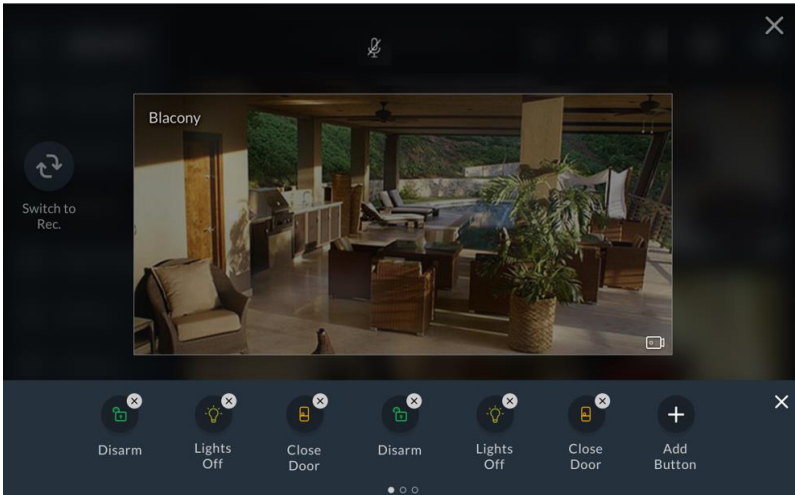 Blacony
Switch to
Rec.
Disarm
Lights
Off
Close
Door
Disarm
Lights
Off
Close
Door
Add
Button